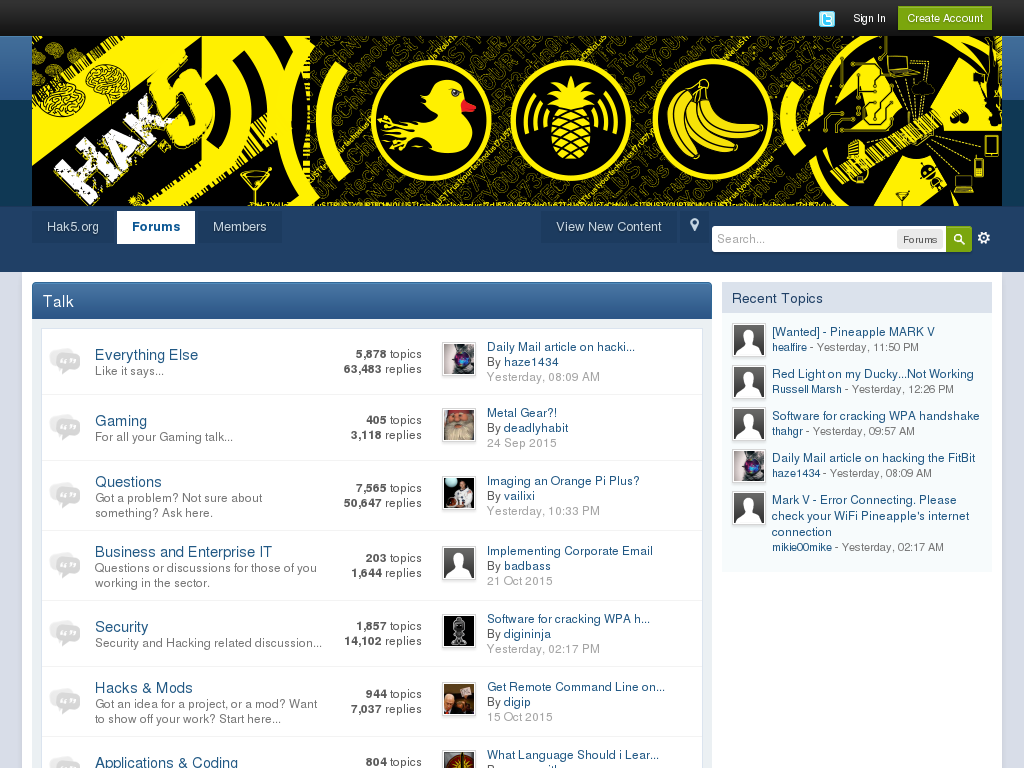 Sign In
Create Account
HAK5
Hak5.org
Forums
Members
View New Content
Search...
Forums
Talk
Everything Else
Like it says...
5,878 topics
63,483 replies
Daily Mail article on hacki...
By haze1434
Yesterday, 08:09 AM
Gaming
For all your Gaming talk...
405 topics
3,118 replies
Metal Gear?!
By deadlyhabit
24 Sep 2015
Questions
Got a problem? Not sure about
something? Ask here.
7,565 topics
50,647 replies
Imaging an Orange Pi Plus?
By vailixi
Yesterday, 10:33 PM
Business and Enterprise IT
Questions or discussions for those of you
working in the sector.
203 topics
1,644 replies
Implementing Corporate Email
By badbass
21 Oct 2015
Security
Security and Hacking related discussion...
1,857 topics
14,102 replies
Software for cracking WPA h...
By digininja
Yesterday, 02:17 PM
Hacks & Mods
Got an idea for a project, or a mod? Want
to show off your work? Start here...
944 topics
7,037 replies
Get Remote Command Line on...
By digip
15 Oct 2015
Applications & Coding
804 topics
What Language Should i Lear...
Recent Topics
[Wanted] - Pineapple MARK V
healfire - Yesterday, 11:50 PM
Red Light on my Ducky...Not Working
Russell Marsh - Yesterday, 12:26 PM
Software for cracking WPA handshake
thahgr - Yesterday, 09:57 AM
Daily Mail article on hacking the FitBit
haze1434 - Yesterday, 08:09 AM
Mark V - Error Connecting. Please
check your WiFi Pineapple's internet
connection
mikie00mike - Yesterday, 02:17 AM